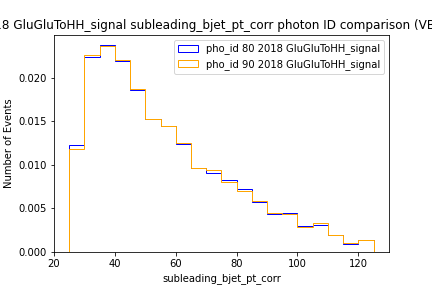 8 GluGluToHH_signal subleading_bjet_pt_corr photon ID comparison (VE
pho_id 80 2018 GluGluToHH_signal
pho_id 90 2018 GluGluToHH_signal
Number of Events
0.020
0.015
0.010
0.005
0.000
20 40 60 80 100 120
subleading_bjet_pt_corr